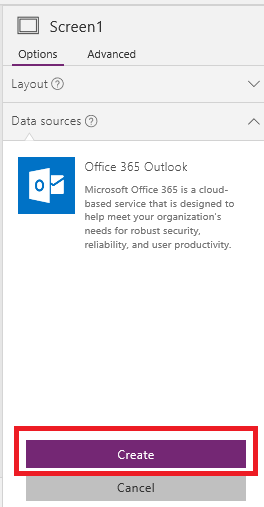 Screen1
Options Advanced
Layout ?
Data sources ?
Office 365 Outlook
Microsoft Office 365 is a cloud-
based service that is designed to
help meet your organization's
needs for robust security,
reliability, and user productivity.
Create
Cancel